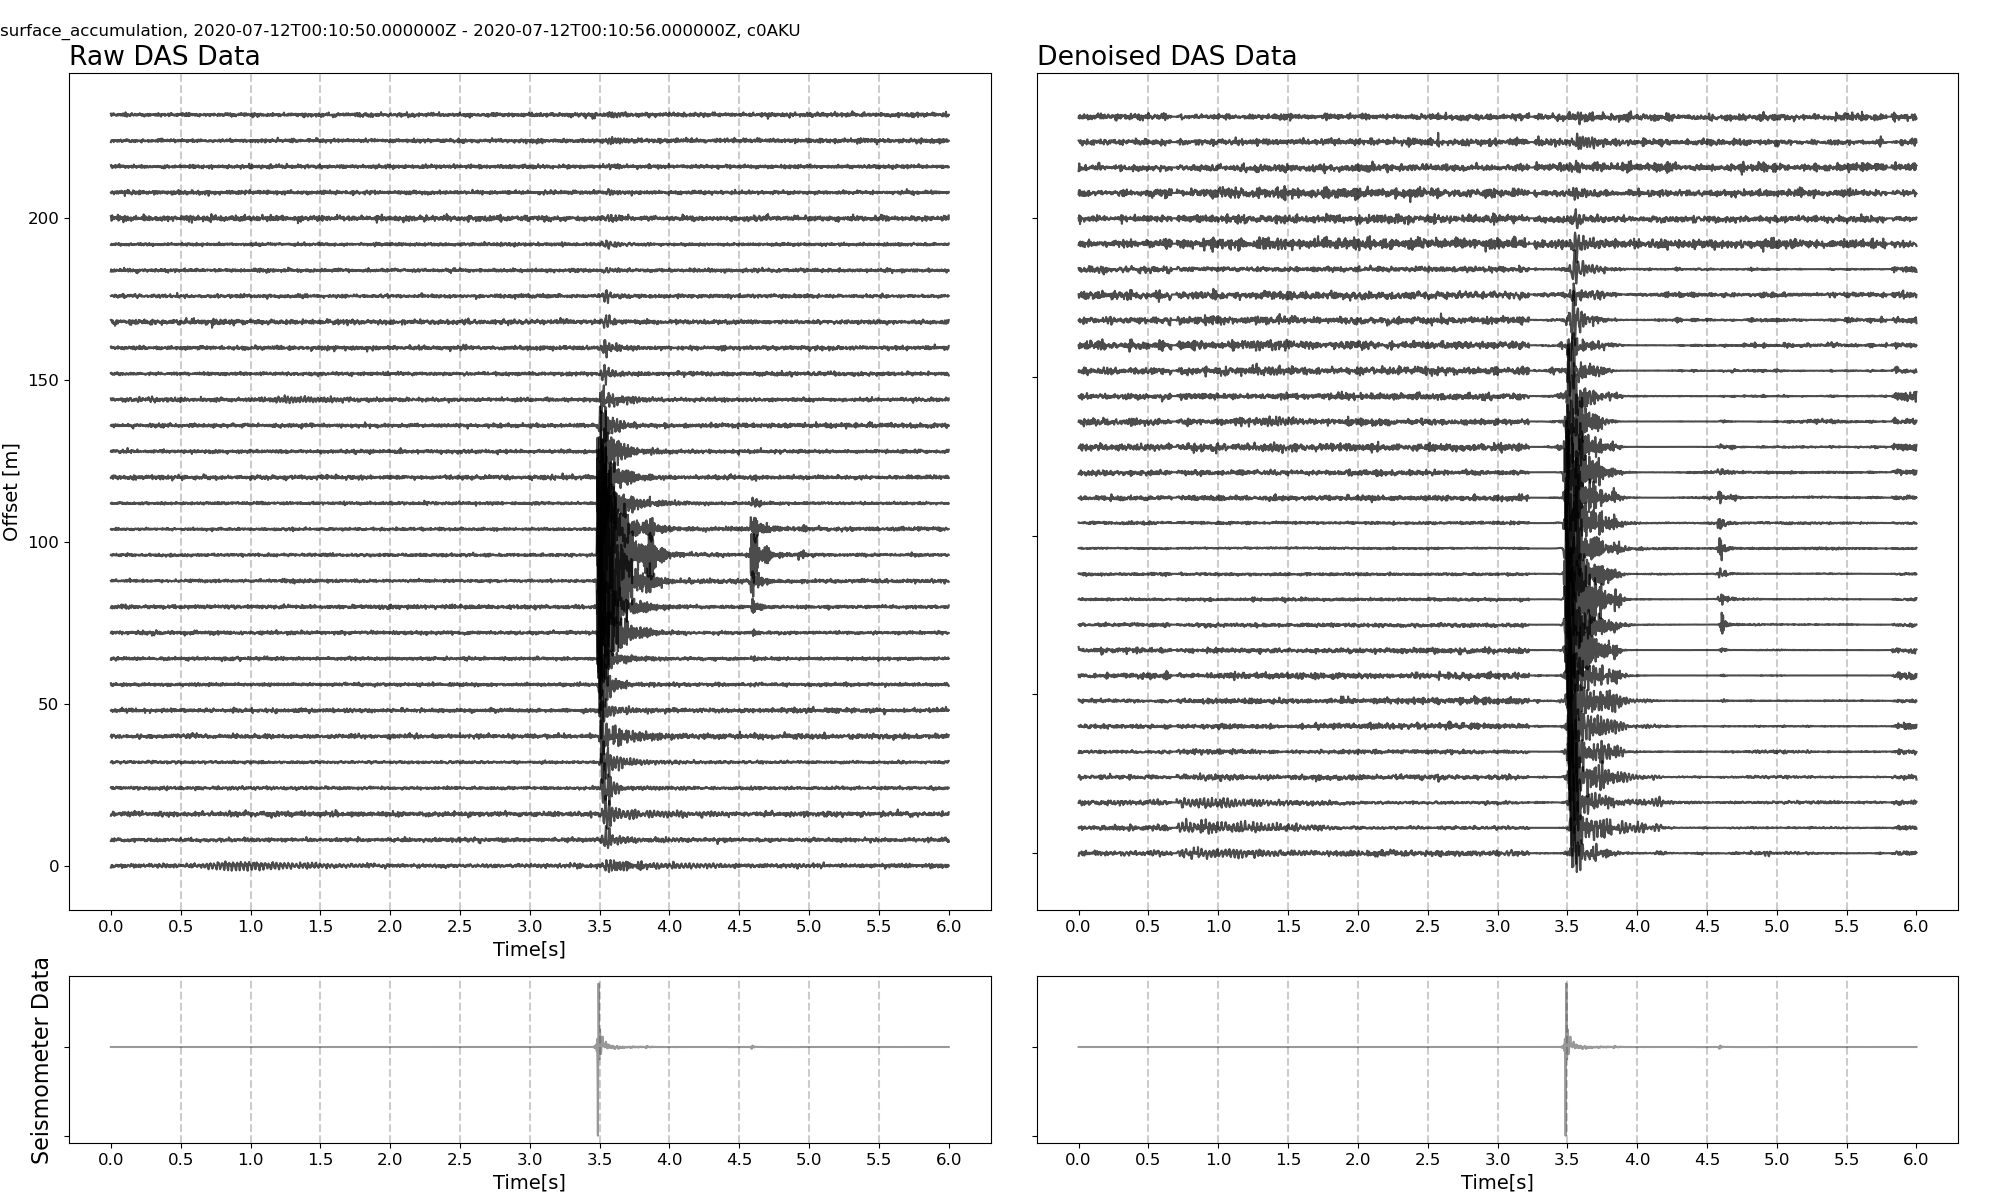 surface_accumulation, 2020-07-12T00:10:50.000000Z - 2020-07-12T00:10:56.000000Z, c0AKU
Raw DAS Data
Denoised DAS Data
Offset [m]
200
150
100
50
0
0.0 0.5 1.0 1.5 2.0 2.5 3.0 3.5 4.0 4.5 5.0 5.5 6.0
Time[s]
0.0 0.5 1.0 1.5 2.0 2.5 3.0 3.5 4.0 4.5 5.0 5.5 6.0
Seismometer Data
0.0 0.5 1.0 1.5 2.0 2.5 3.0 3.5 4.0 4.5 5.0 5.5 6.0
Time[s]
0.0 0.5 1.0 1.5 2.0 2.5 3.0 3.5 4.0 4.5 5.0 5.5 6.0
Time[s]